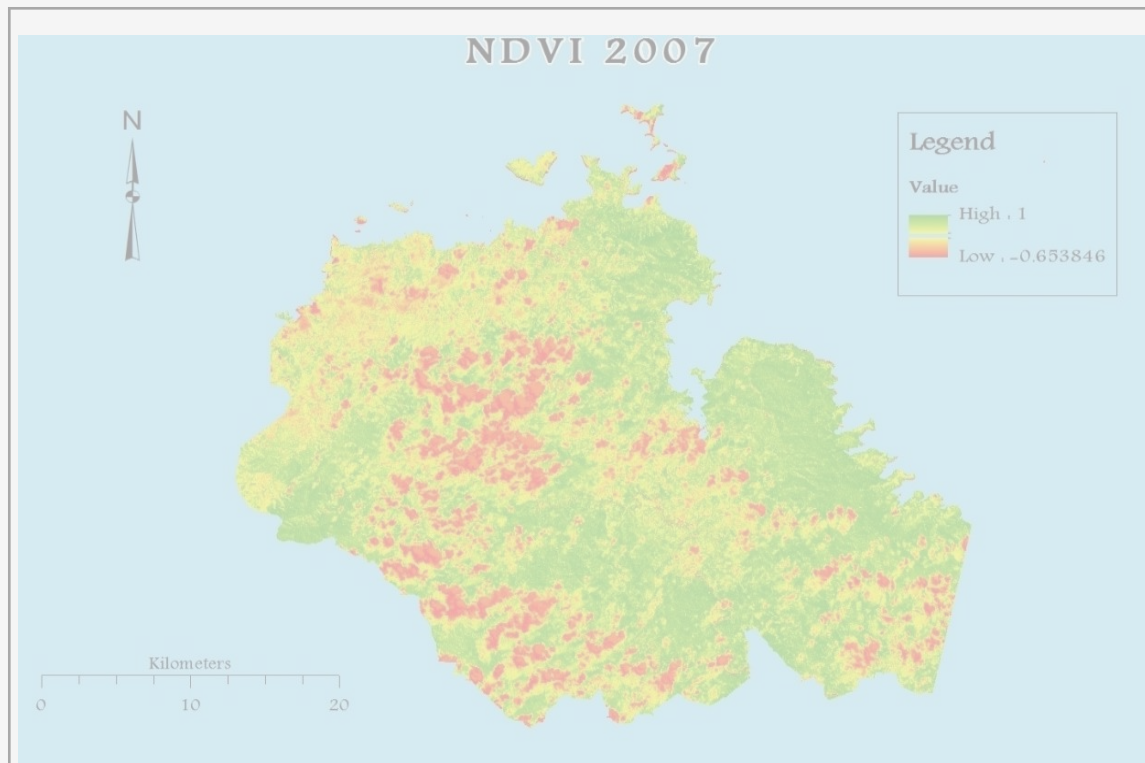 NDVI 2007
N
Legend
Value
High : 1
Low : -0.653846
Kilometers
0 10 20